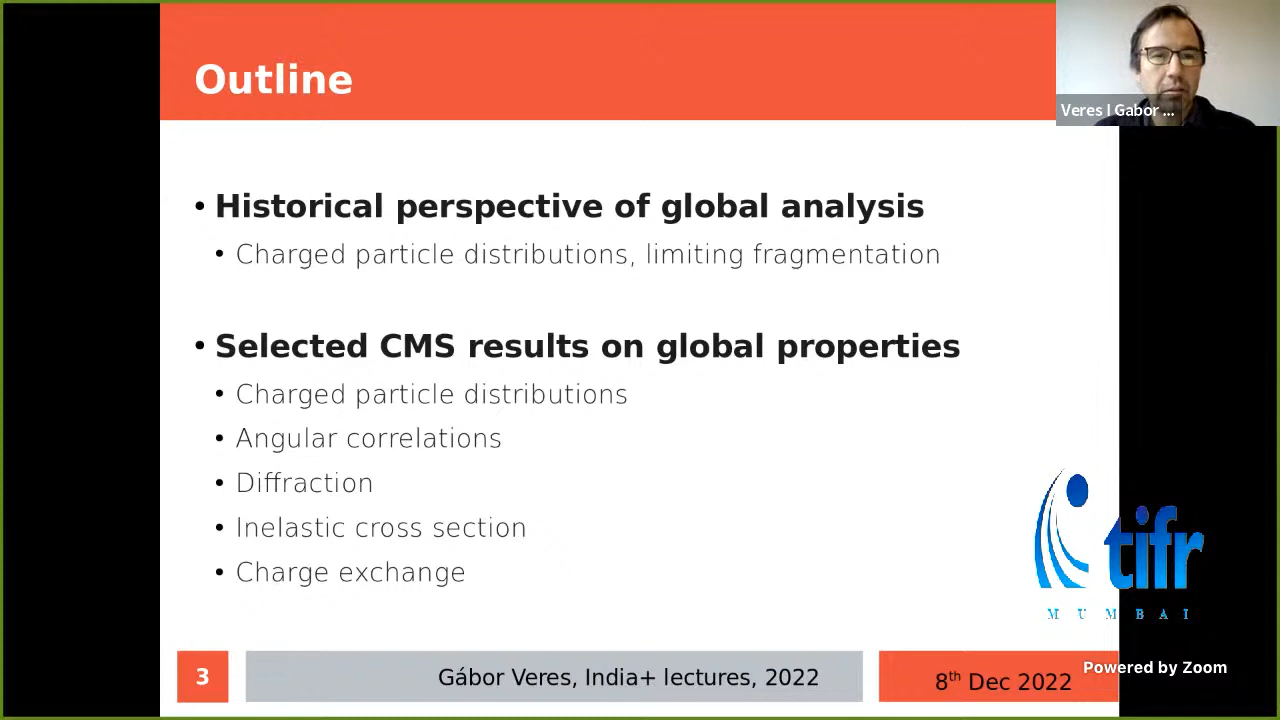 Outline
Veres I Gabor ...
• Historical perspective of global analysis
• Charged particle distributions, limiting fragmentation
• Selected CMS results on global properties
• Charged particle distributions
• Angular correlations
• Diffraction
• Inelastic cross section
• Charge exchange
tifr
MUMBAI
3
Gábor Veres, India+ lectures, 2022
8th Dec 2022
Powered by Zoom